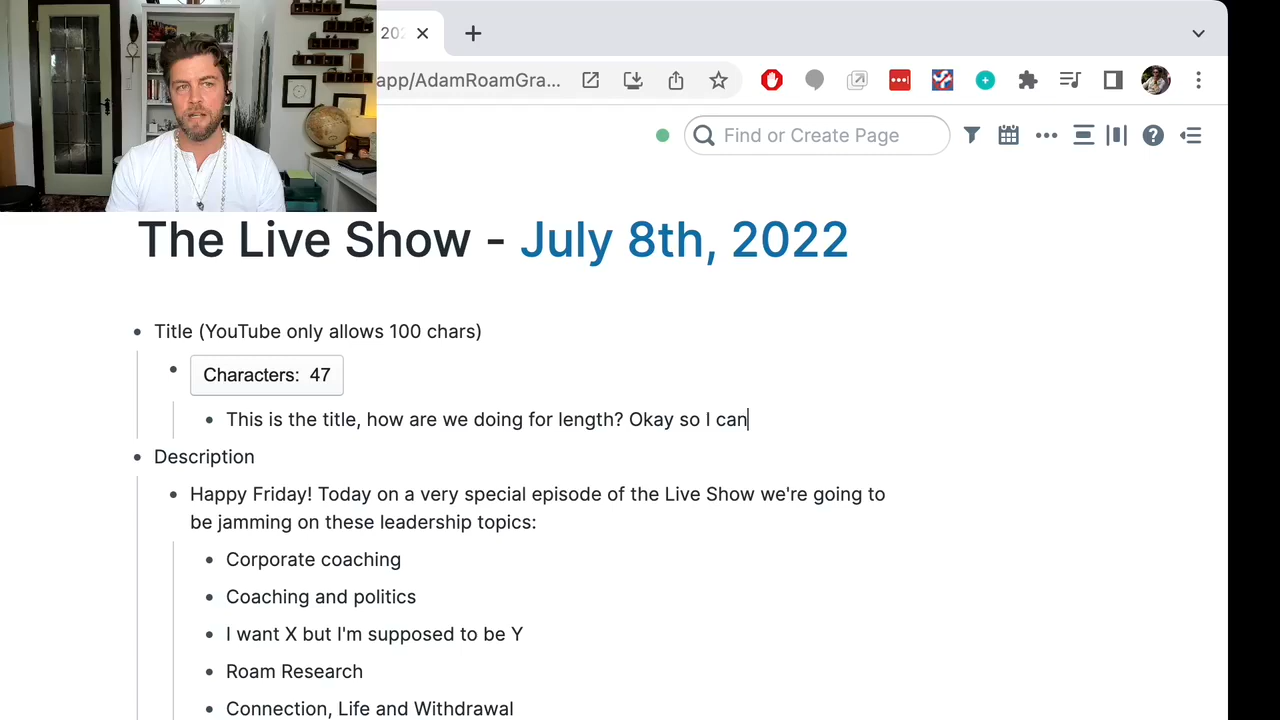 202
app/AdamRoamGra...
Find or Create Page
The Live Show - July 8th, 2022
Title (YouTube only allows 100 chars)
Characters: 47
This is the title, how are we doing for length? Okay so I can
Description
Happy Friday! Today on a very special episode of the Live Show we're going to
be jamming on these leadership topics:
Corporate coaching
Coaching and politics
I want X but I'm supposed to be Y
Roam Research
Connection, Life and Withdrawal